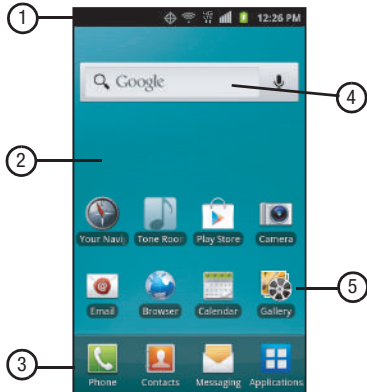 1
12:26 PM
Google
4
2
Your Navi
Tone Roor
Play Store
Camera
5
Email
Browser
Calendar
Gallery
3
Phone
Contacts
Messaging
Applications